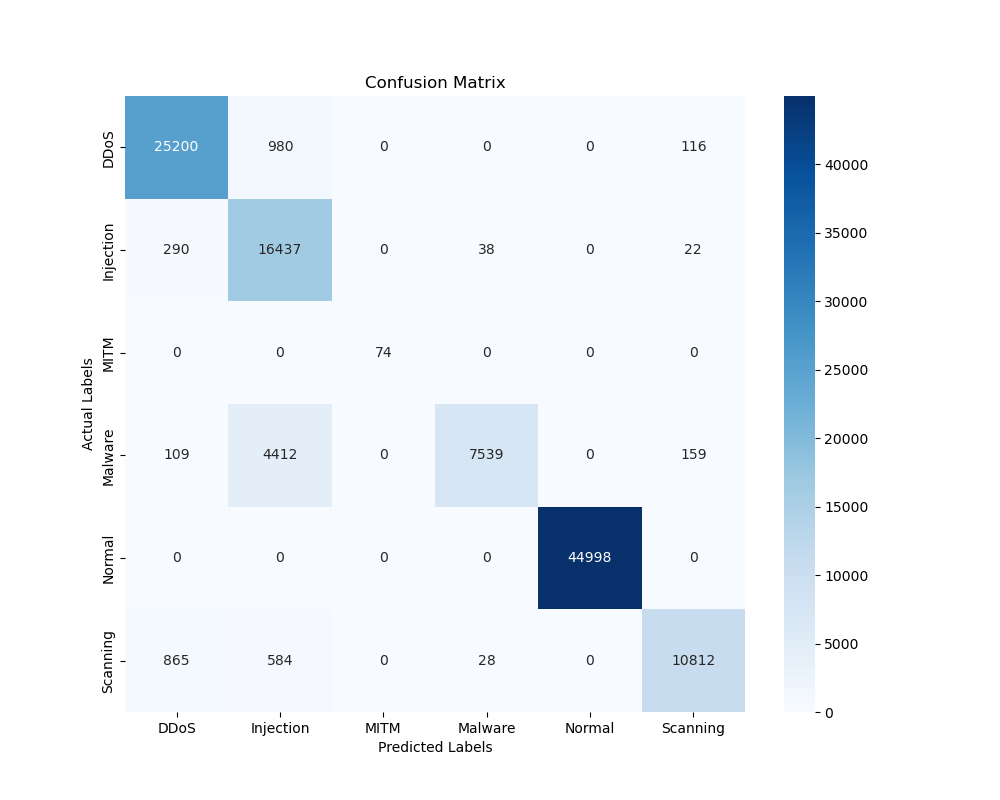 Confusion Matrix
Actual Labels
DDoS 25200 980 0 0 0 116
Injection 290 16437 0 38 0 22
MITM 0 0 74 0 0 0
Malware 109 4412 0 7539 0 159
Normal 0 0 0 0 44998 0
Scanning 865 584 0 28 0 10812
DDoS Injection MITM Malware Normal Scanning
Predicted Labels
40000
35000
30000
25000
20000
15000
10000
5000
0